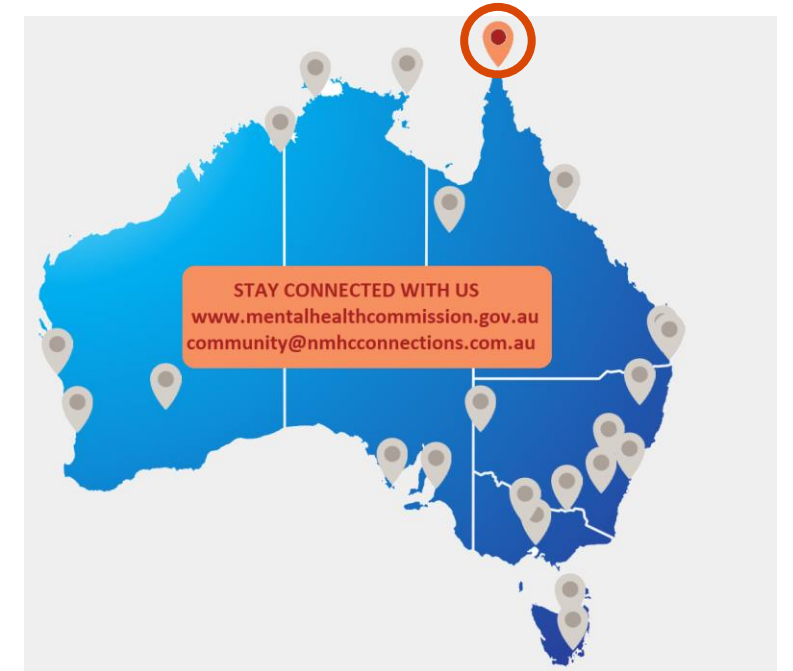 STAY CONNECTED WITH US
www.mentalhealthcommission.gov.au
community@nmhcconnections.com.au